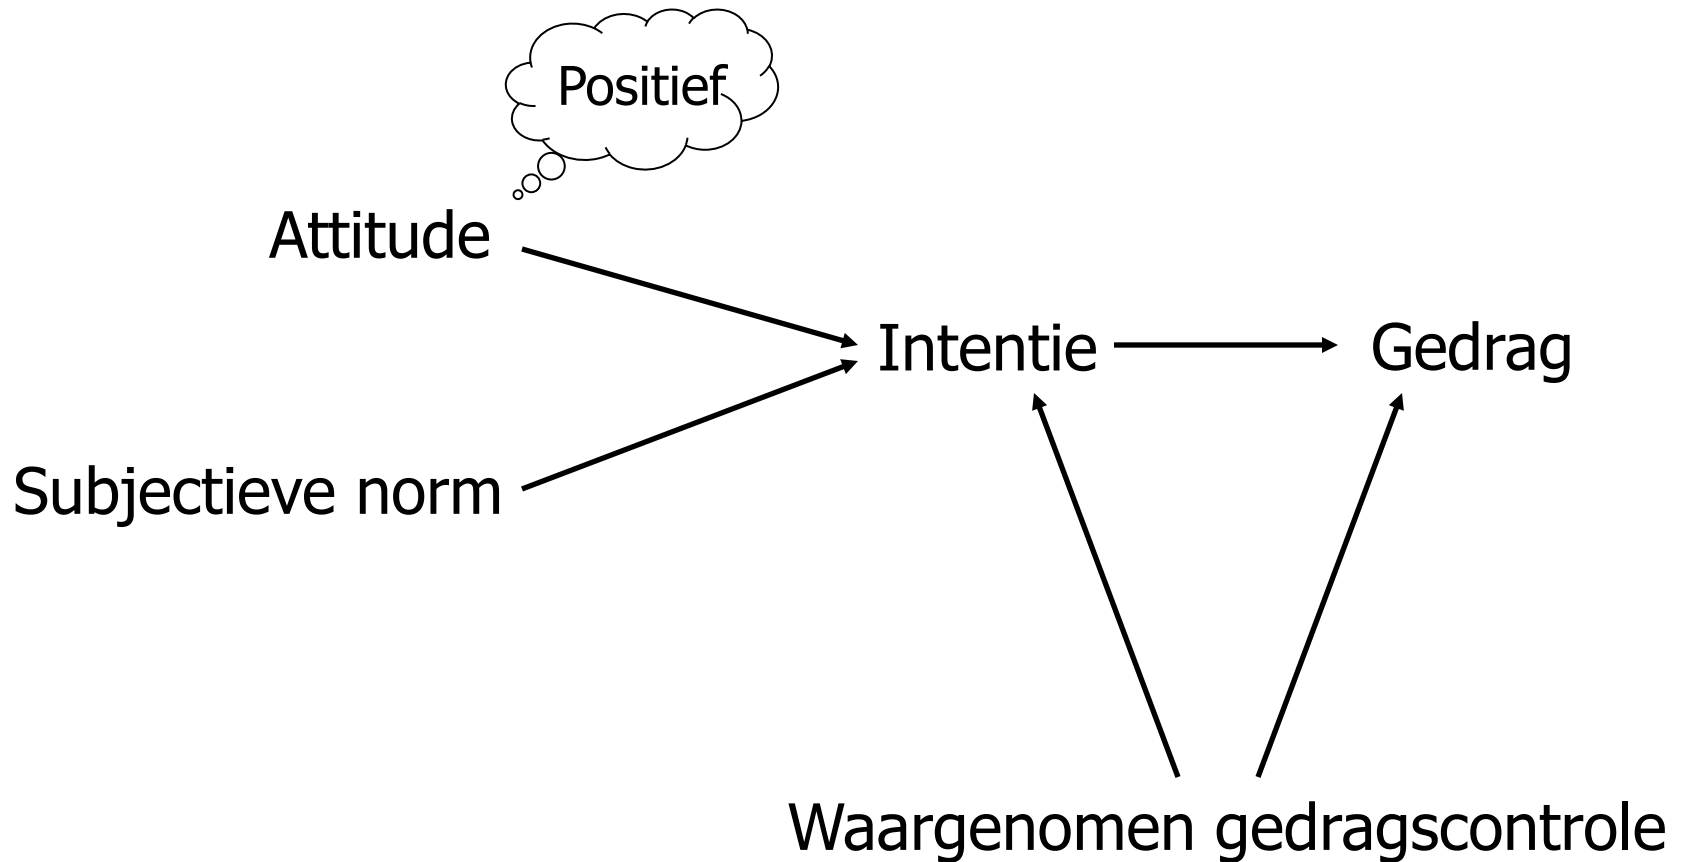 Positief
Attitude
Intentie
Gedrag
Subjectieve norm
Waargenomen gedragscontrole